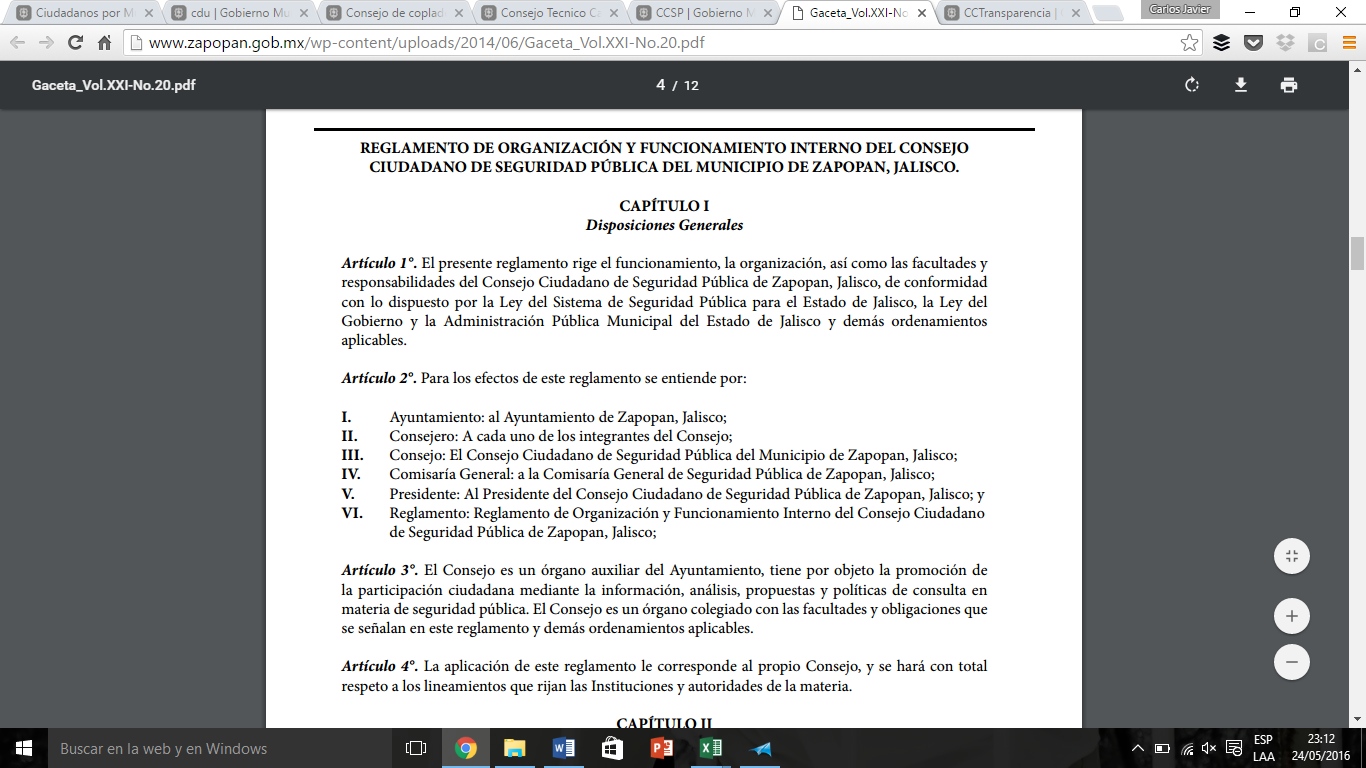 Ciudadanos por M
cdu | Gobierno Mu
Consejo de coplad
Consejo Tecnico C
CCSP | Gobierno M
Gaceta_Vol.XXI-No
CCTransparencia |
Carlos Javier
www.zapopan.gob.mx/wp-content/uploads/2014/06/Gaceta_Vol.XXI-No.20.pdf
Gaceta_Vol.XXI-No.20.pdf
4 / 12
REGLAMENTO DE ORGANIZACIÓN Y FUNCIONAMIENTO INTERNO DEL CONSEJO
CIUDADANO DE SEGURIDAD PÚBLICA DEL MUNICIPIO DE ZAPOPAN, JALISCO.
CAPÍTULO I
Disposiciones Generales
Artículo 1°. El presente reglamento rige el funcionamiento, la organización, así como las facultades y
responsabilidades del Consejo Ciudadano de Seguridad Pública de Zapopan, Jalisco, de conformidad
con lo dispuesto por la Ley del Sistema de Seguridad Pública para el Estado de Jalisco, la Ley del
Gobierno y la Administración Pública Municipal del Estado de Jalisco y demás ordenamientos
aplicables.
Artículo 2°. Para los efectos de este reglamento se entiende por:
I. Ayuntamiento: al Ayuntamiento de Zapopan, Jalisco;
II. Consejero: A cada uno de los integrantes del Consejo;
III. Consejo: El Consejo Ciudadano de Seguridad Pública del Municipio de Zapopan, Jalisco;
IV. Comisaría General: a la Comisaría General de Seguridad Pública de Zapopan, Jalisco;
V. Presidente: Al Presidente del Consejo Ciudadano de Seguridad Pública de Zapopan, Jalisco; y
VI. Reglamento: Reglamento de Organización y Funcionamiento Interno del Consejo Ciudadano
de Seguridad Pública de Zapopan, Jalisco;
Artículo 3°. El Consejo es un órgano auxiliar del Ayuntamiento, tiene por objeto la promoción de
la participación ciudadana mediante la información, análisis, propuestas y políticas de consulta en
materia de seguridad pública. El Consejo es un órgano colegiado con las facultades y obligaciones que
se señalan en este reglamento y demás ordenamientos aplicables.
Artículo 4°. La aplicación de este reglamento le corresponde al propio Consejo, y se hará con total
respeto a los lineamientos que rijan las Instituciones y autoridades de la materia.
CAPÍTULO II
Buscar en la web y en Windows
ESP
LAA
23:12
24/05/2016